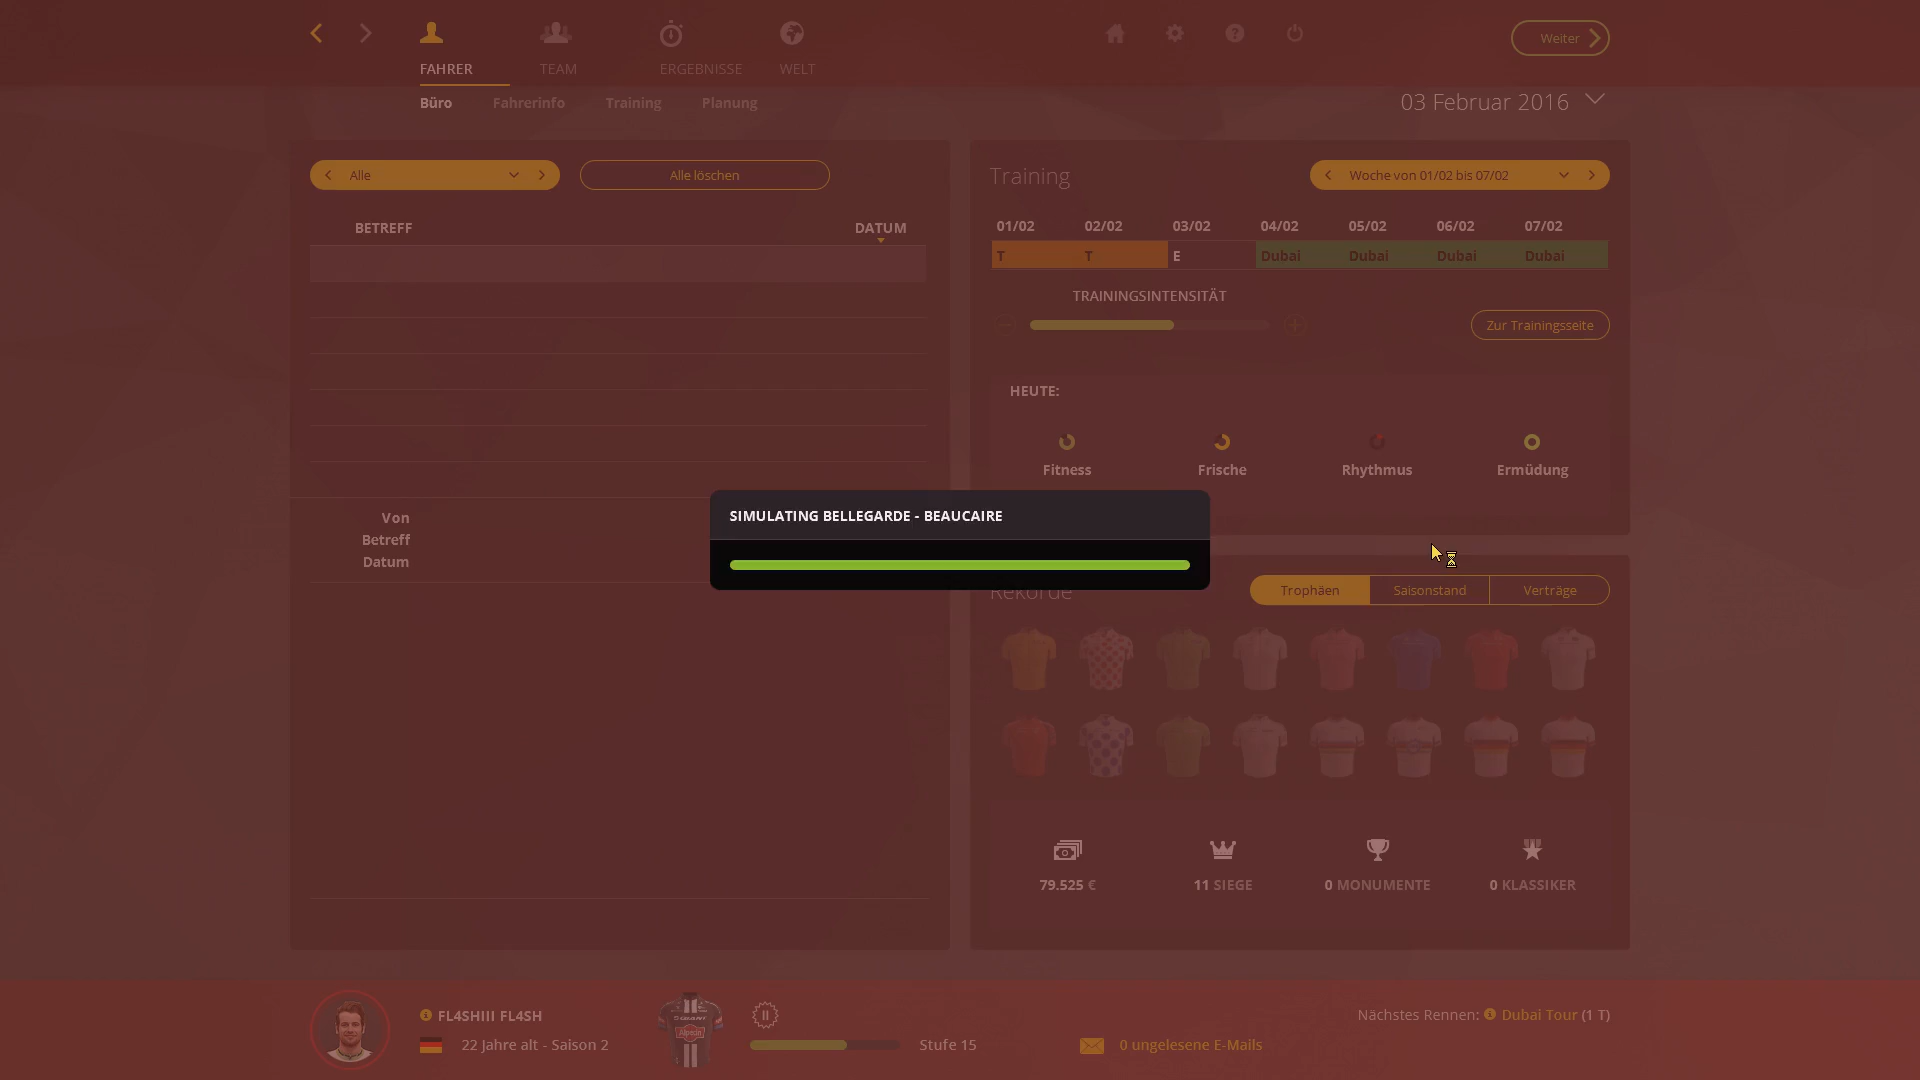 FAHRER
TEAM
ERGEBNISSE
WELT
Weiter
Büro
Fahrerinfo
Training
Planung
03 Februar 2016
Alle
Alle löschen
BETREFF
DATUM
Von
Betreff
Datum
Training
Woche von 01/02 bis 07/02
01/02 02/02 03/02 04/02 05/02 06/02 07/02
T T E Dubai Dubai Dubai Dubai
TRAININGSINTENSITÄT
Zur Trainingsseite
HEUTE:
Fitness
Frische
Rhythmus
Ermüdung
SIMULATING BELLEGARDE - BEAUCAIRE
Rekorde
Trophäen
Saisonstand
Verträge
79.525 €
11 SIEGE
0 MONUMENTE
0 KLASSIKER
FL4SHIII FL4SH
22 Jahre alt - Saison 2
GIANT
Alpecin
Stufe 15
0 ungelesene E-Mails
Nächstes Rennen: Dubai Tour (1 T)